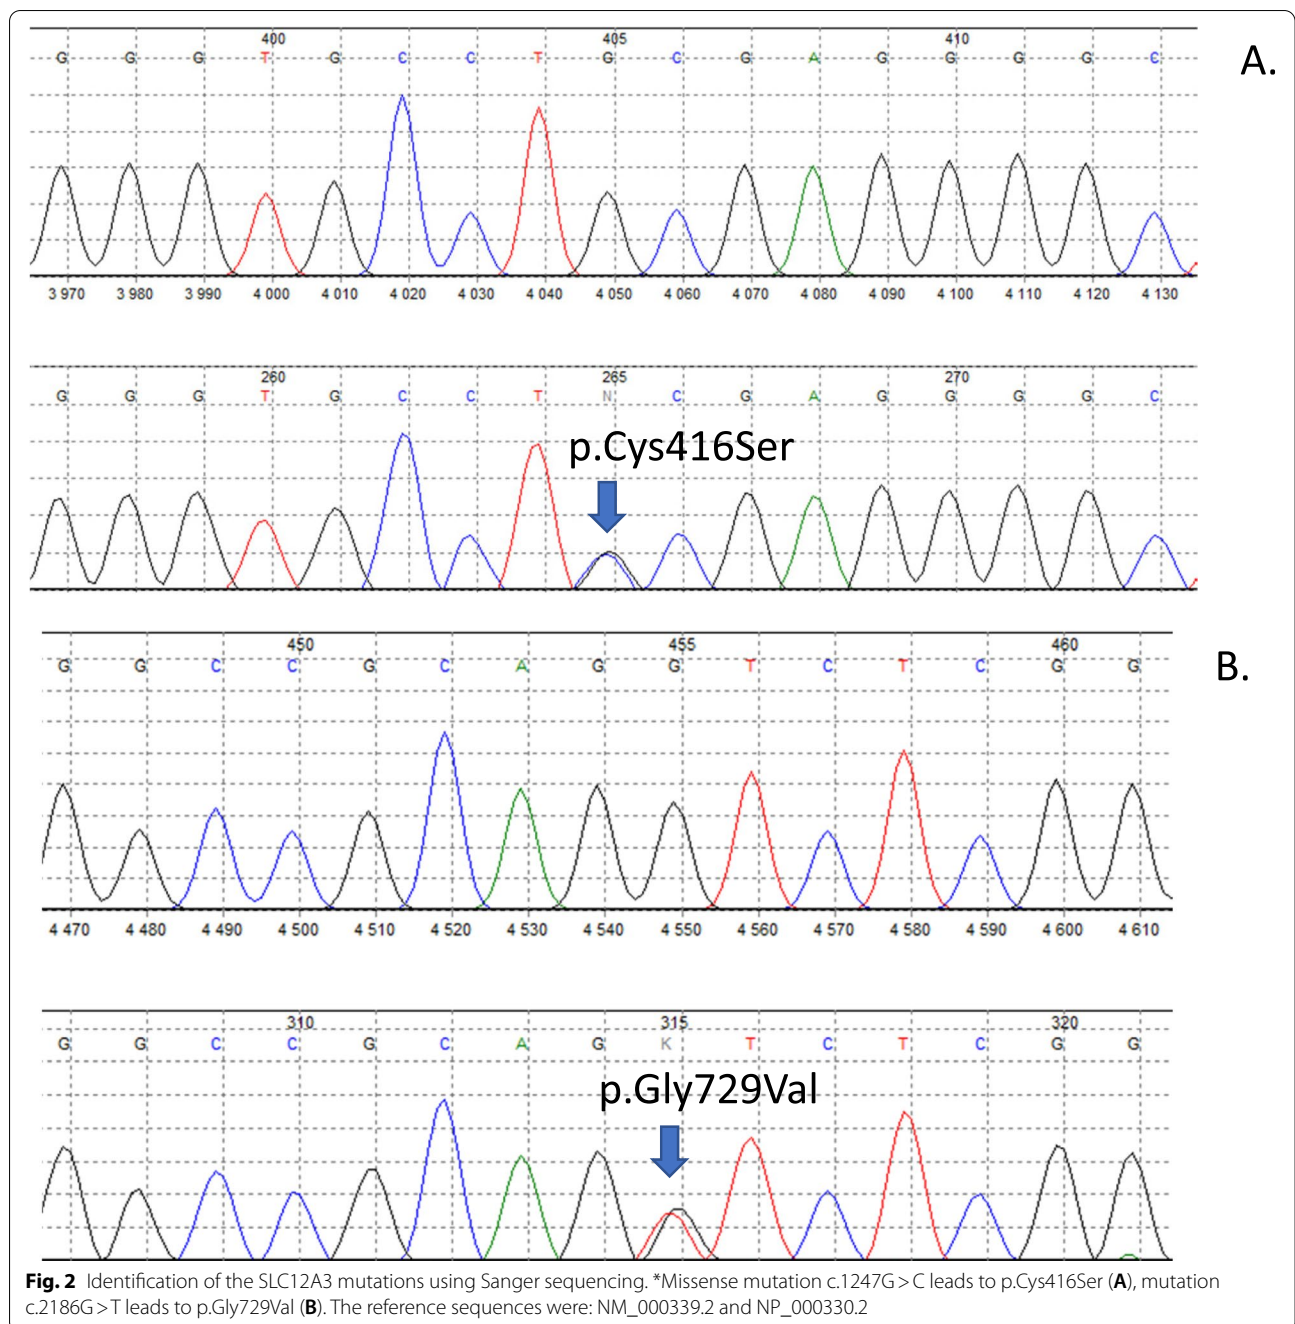 400 405 410
G G G T G C C T G C G A G G G G C
A.
3 970 3 980 3 990 4 000 4 010 4 020 4 030 4 040 4 050 4 060 4 070 4 080 4 090 4 100 4 110 4 120 4 130
260 265 270
G G G T G C C T N C G A G G G G C
p.Cys416Ser
450 455 460
G G C C G C A G G T C T C G G
B.
4 470 4 480 4 490 4 500 4 510 4 520 4 530 4 540 4 550 4 560 4 570 4 580 4 590 4 600 4 610
310 315 320
G G C C G C A G K T C T C G G
p.Gly729Val
Fig. 2 Identification of the SLC12A3 mutations using Sanger sequencing. *Missense mutation c.1247G > C leads to p.Cys416Ser (A), mutation
c.2186G > T leads to p.Gly729Val (B). The reference sequences were: NM_000339.2 and NP_000330.2